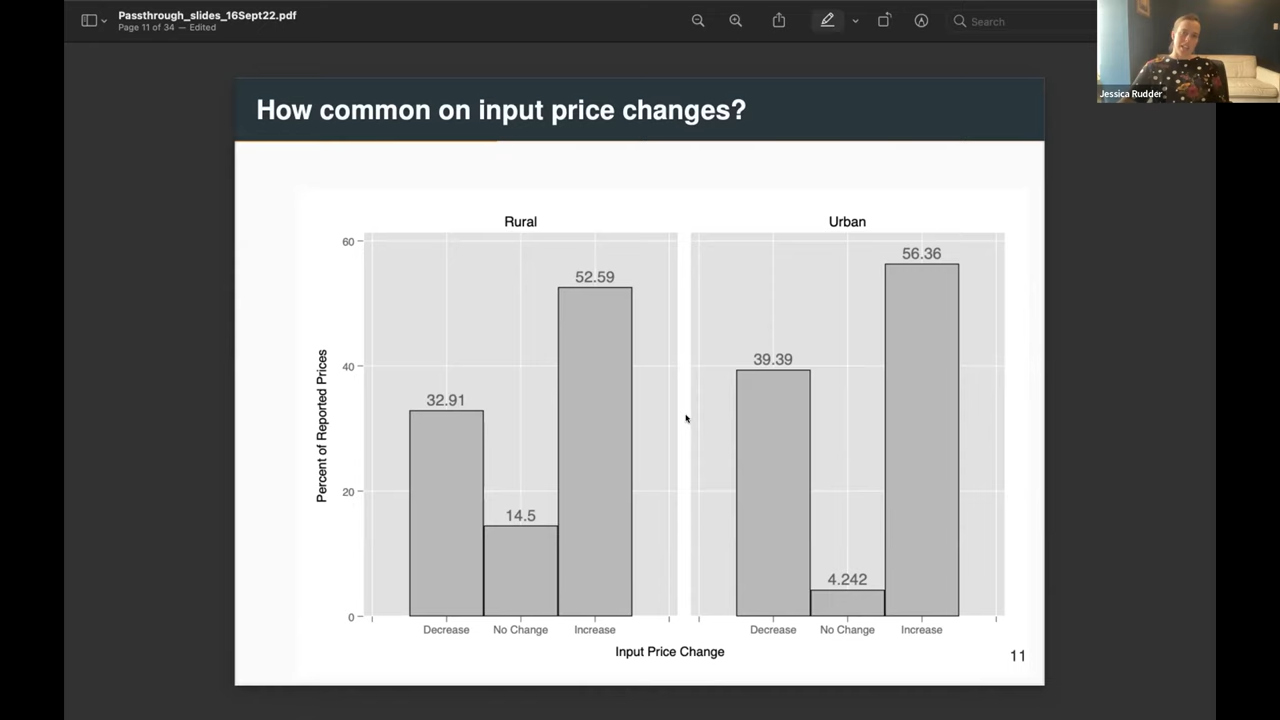 Passthrough_slides_16Sept22.pdf
Page 11 of 34 — Edited
Search
Jessica Rudder
How common on input price changes?
Rural
Urban
60
40
20
0
Percent of Reported Prices
32.91
14.5
52.59
39.39
4.242
56.36
Decrease
No Change
Increase
Decrease
No Change
Increase
Input Price Change
11